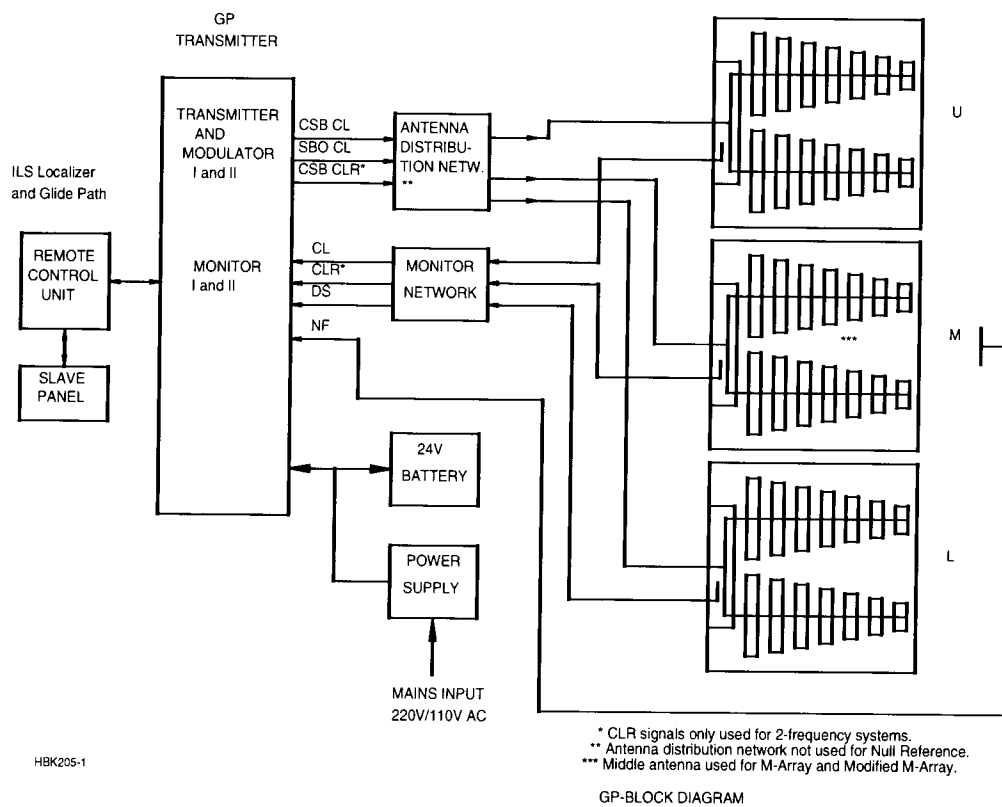 GP
TRANSMITTER
TRANSMITTER
AND
MODULATOR
I and II
MONITOR
I and II
ILS Localizer
and Glide Path
REMOTE
CONTROL
UNIT
SLAVE
PANEL
CSB CL
SBO CL
CSB CLR*
ANTENNA
DISTRIBU-
TION NETW.
**
CL
CLR*
DS
NF
MONITOR
NETWORK
24V
BATTERY
POWER
SUPPLY
MAINS INPUT
220V/110V AC
U
M
***
L
* CLR signals only used for 2-frequency systems.
** Antenna distribution network not used for Null Reference.
*** Middle antenna used for M-Array and Modified M-Array.
HBK205-1
GP-BLOCK DIAGRAM